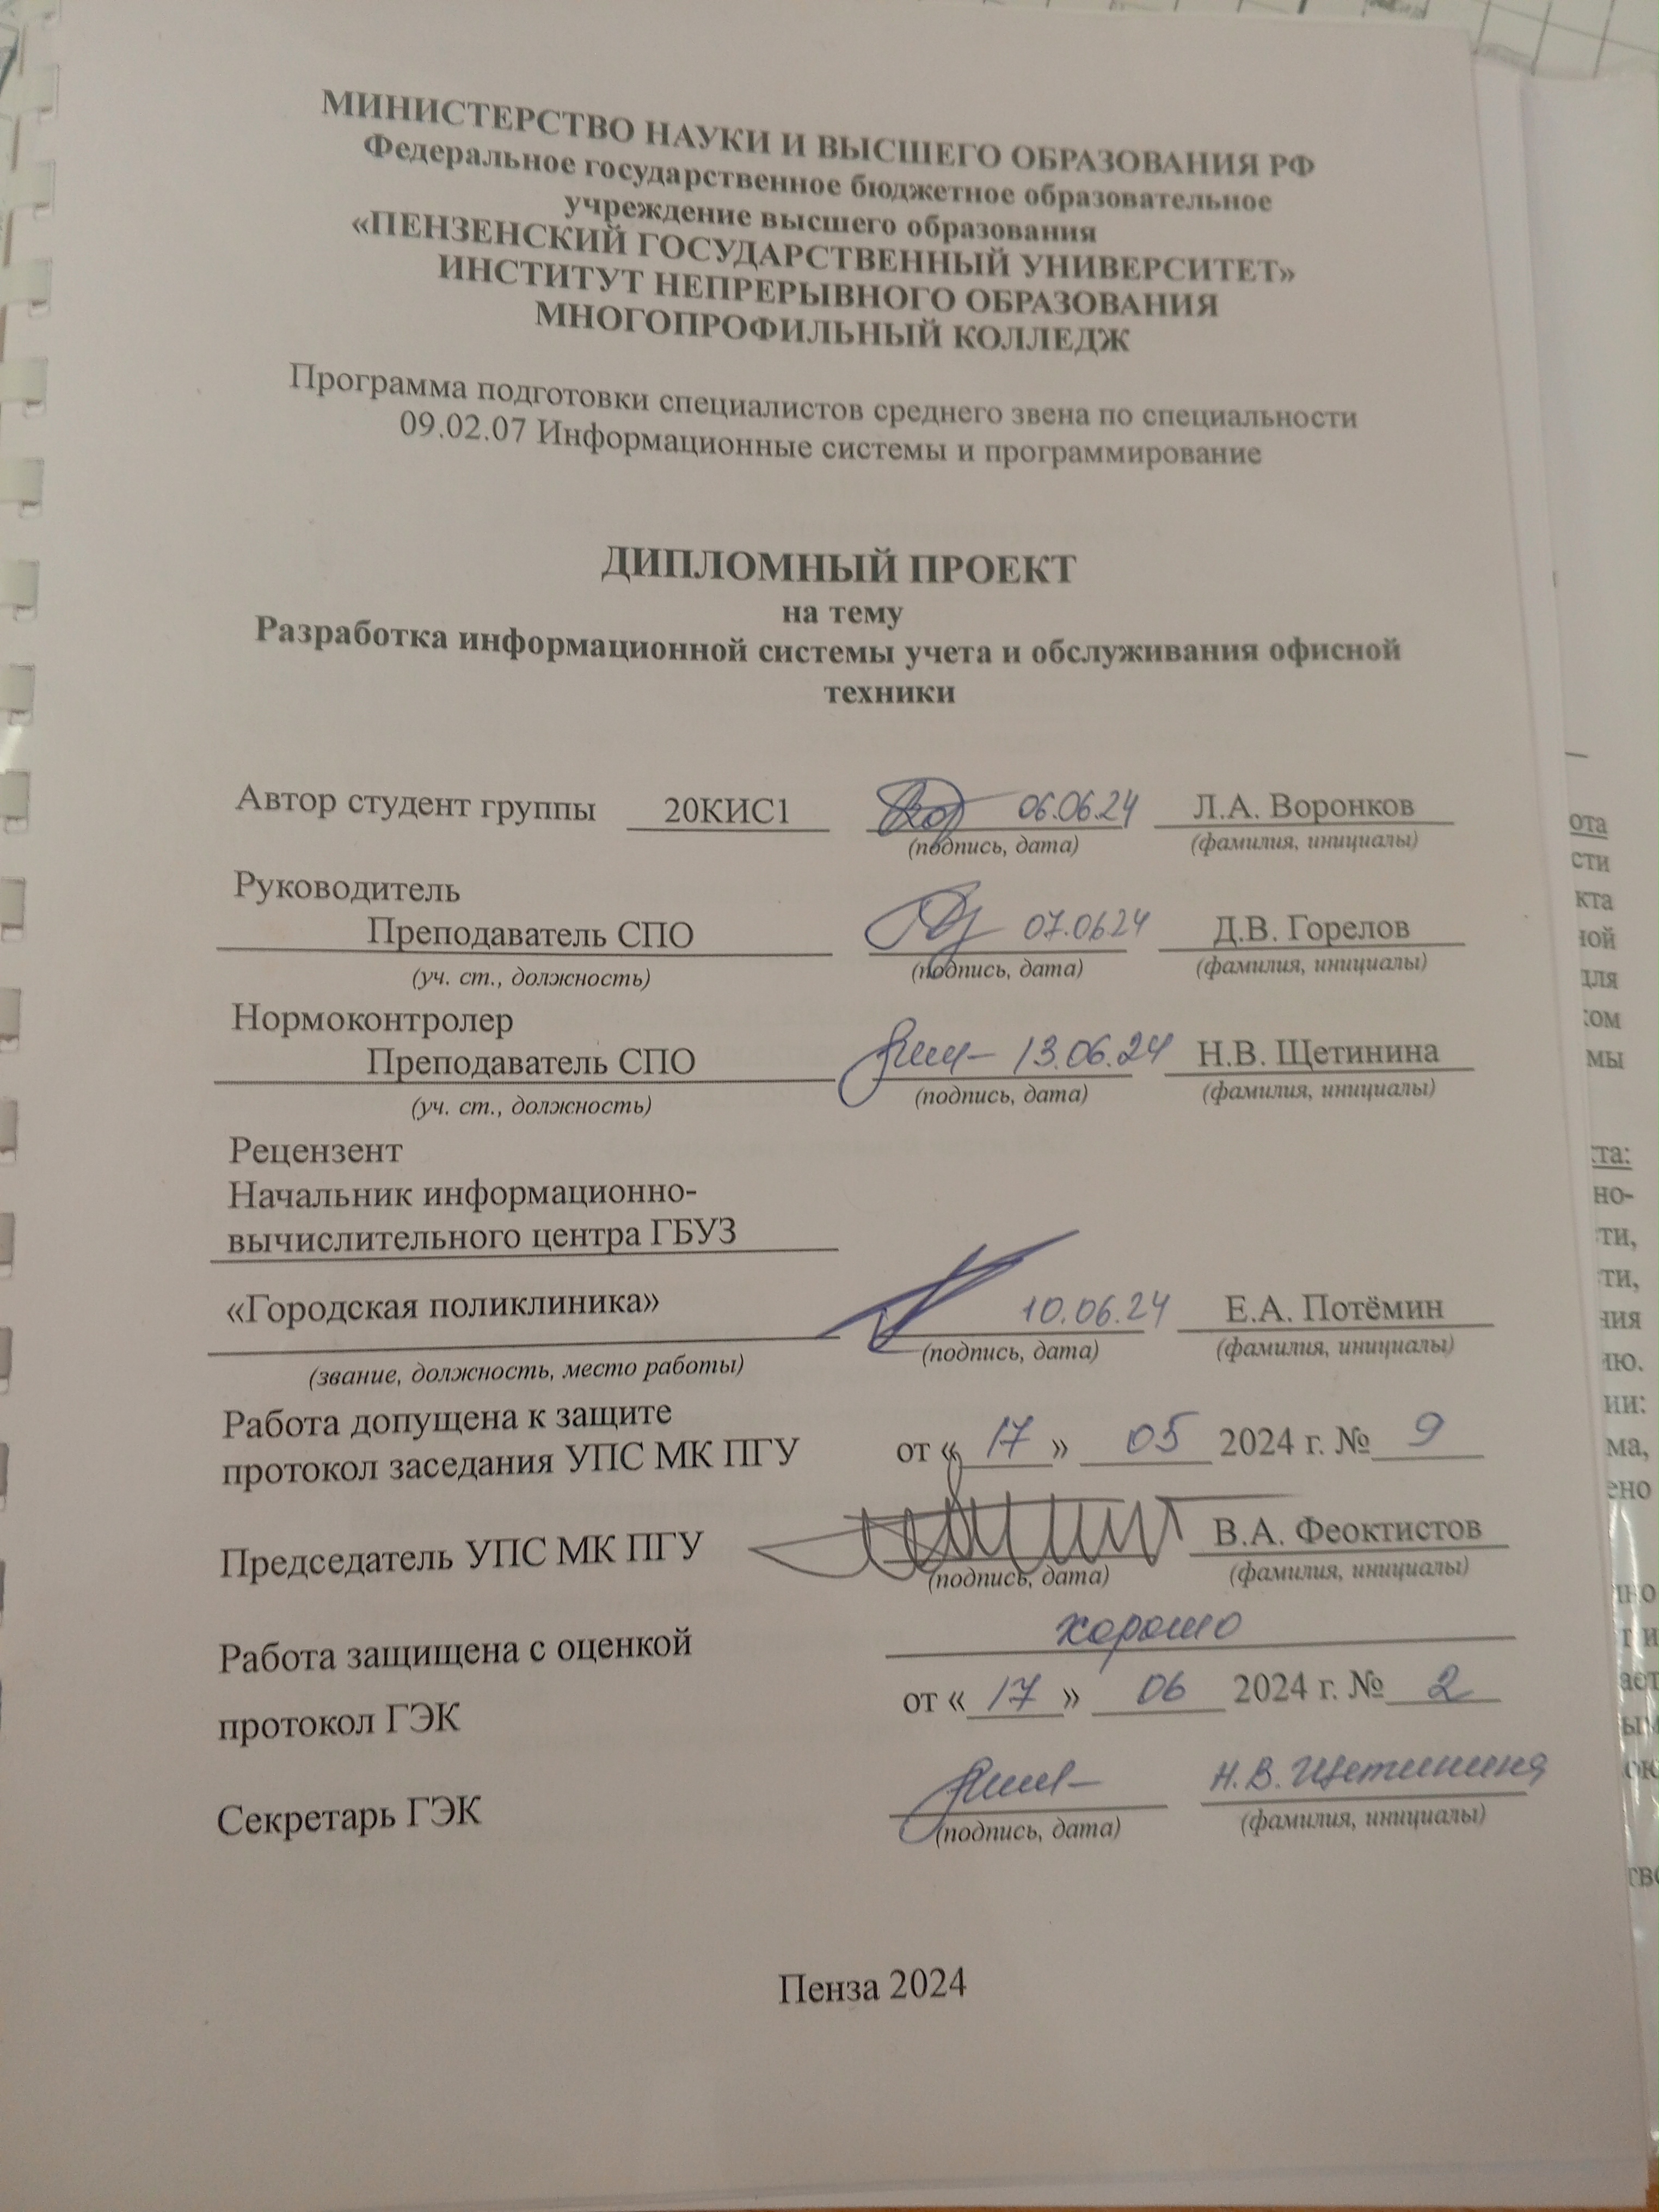 МИНИСТЕРСТВО НАУКИ И ВЫСШЕГО ОБРАЗОВАНИЯ РФ
Федеральное государственное бюджетное образовательное
учреждение высшего образования
«ПЕНЗЕНСКИЙ ГОСУДАРСТВЕННЫЙ УНИВЕРСИТЕТ»
ИНСТИТУТ НЕПРЕРЫВНОГО ОБРАЗОВАНИЯ
МНОГОПРОФИЛЬНЫЙ КОЛЛЕДЖ
Программа подготовки специалистов среднего звена по специальности
09.02.07 Информационные системы и программирование
ДИПЛОМНЫЙ ПРОЕКТ
на тему
Разработка информационной системы учета и обслуживания офисной
техники
Автор студент группы 20КИС1 06.06.24 Л.А. Воронков
(подпись, дата) (фамилия, инициалы)
Руководитель
Преподаватель СПО 07.06.24 Д.В. Горелов
(уч. ст., должность) (подпись, дата) (фамилия, инициалы)
Нормоконтролер
Преподаватель СПО 13.06.24 Н.В. Щетинина
(уч. ст., должность) (подпись, дата) (фамилия, инициалы)
Рецензент
Начальник информационно-
вычислительного центра ГБУЗ
«Городская поликлиника» 10.06.24 Е.А. Потёмин
(звание, должность, место работы) (подпись, дата) (фамилия, инициалы)
Работа допущена к защите
протокол заседания УПС МК ПГУ от « 17 » 05 2024 г. № 9
Председатель УПС МК ПГУ В.А. Феоктистов
(подпись, дата) (фамилия, инициалы)
Работа защищена с оценкой хорошо
протокол ГЭК от « 17 » 06 2024 г. № 2
Секретарь ГЭК Н.В. Щетинина
(подпись, дата) (фамилия, инициалы)
Пенза 2024